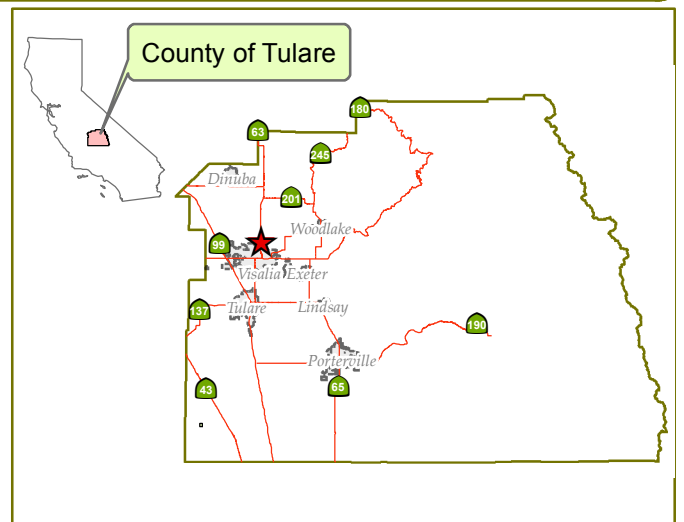 County of Tulare
180
63
245
Dinuba
201
Woodlake
99
Visalia Exeter
137
Tulare
Lindsay
190
Porterville
43
65